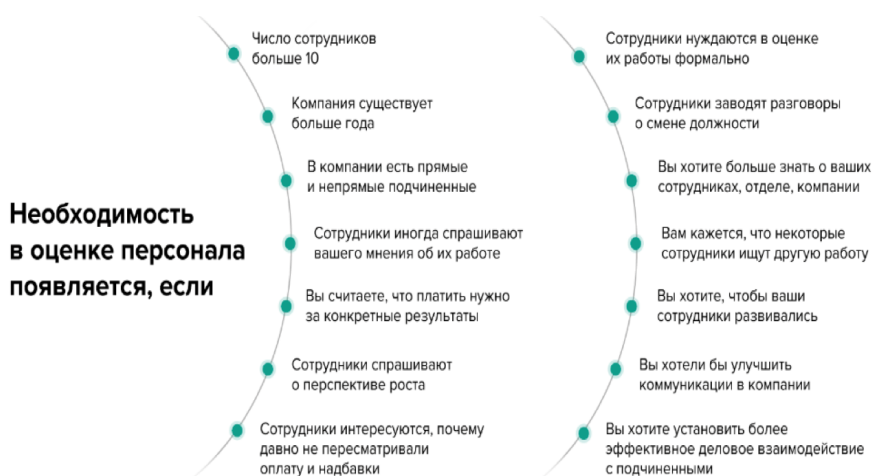 Необходимость
в оценке персонала
появляется, если
Число сотрудников
больше 10
Компания существует
больше года
В компании есть прямые
и непрямые подчиненные
Сотрудники иногда спрашивают
вашего мнения об их работе
Вы считаете, что платить нужно
за конкретные результаты
Сотрудники спрашивают
о перспективе роста
Сотрудники интересуются, почему
давно не пересматривали
оплату и надбавки
Сотрудники нуждаются в оценке
их работы формально
Сотрудники заводят разговоры
о смене должности
Вы хотите больше знать о ваших
сотрудниках, отделе, компании
Вам кажется, что некоторые
сотрудники ищут другую работу
Вы хотите, чтобы ваши
сотрудники развивались
Вы хотели бы улучшить
коммуникации в компании
Вы хотите установить более
эффективное деловое взаимодействие
с подчиненными